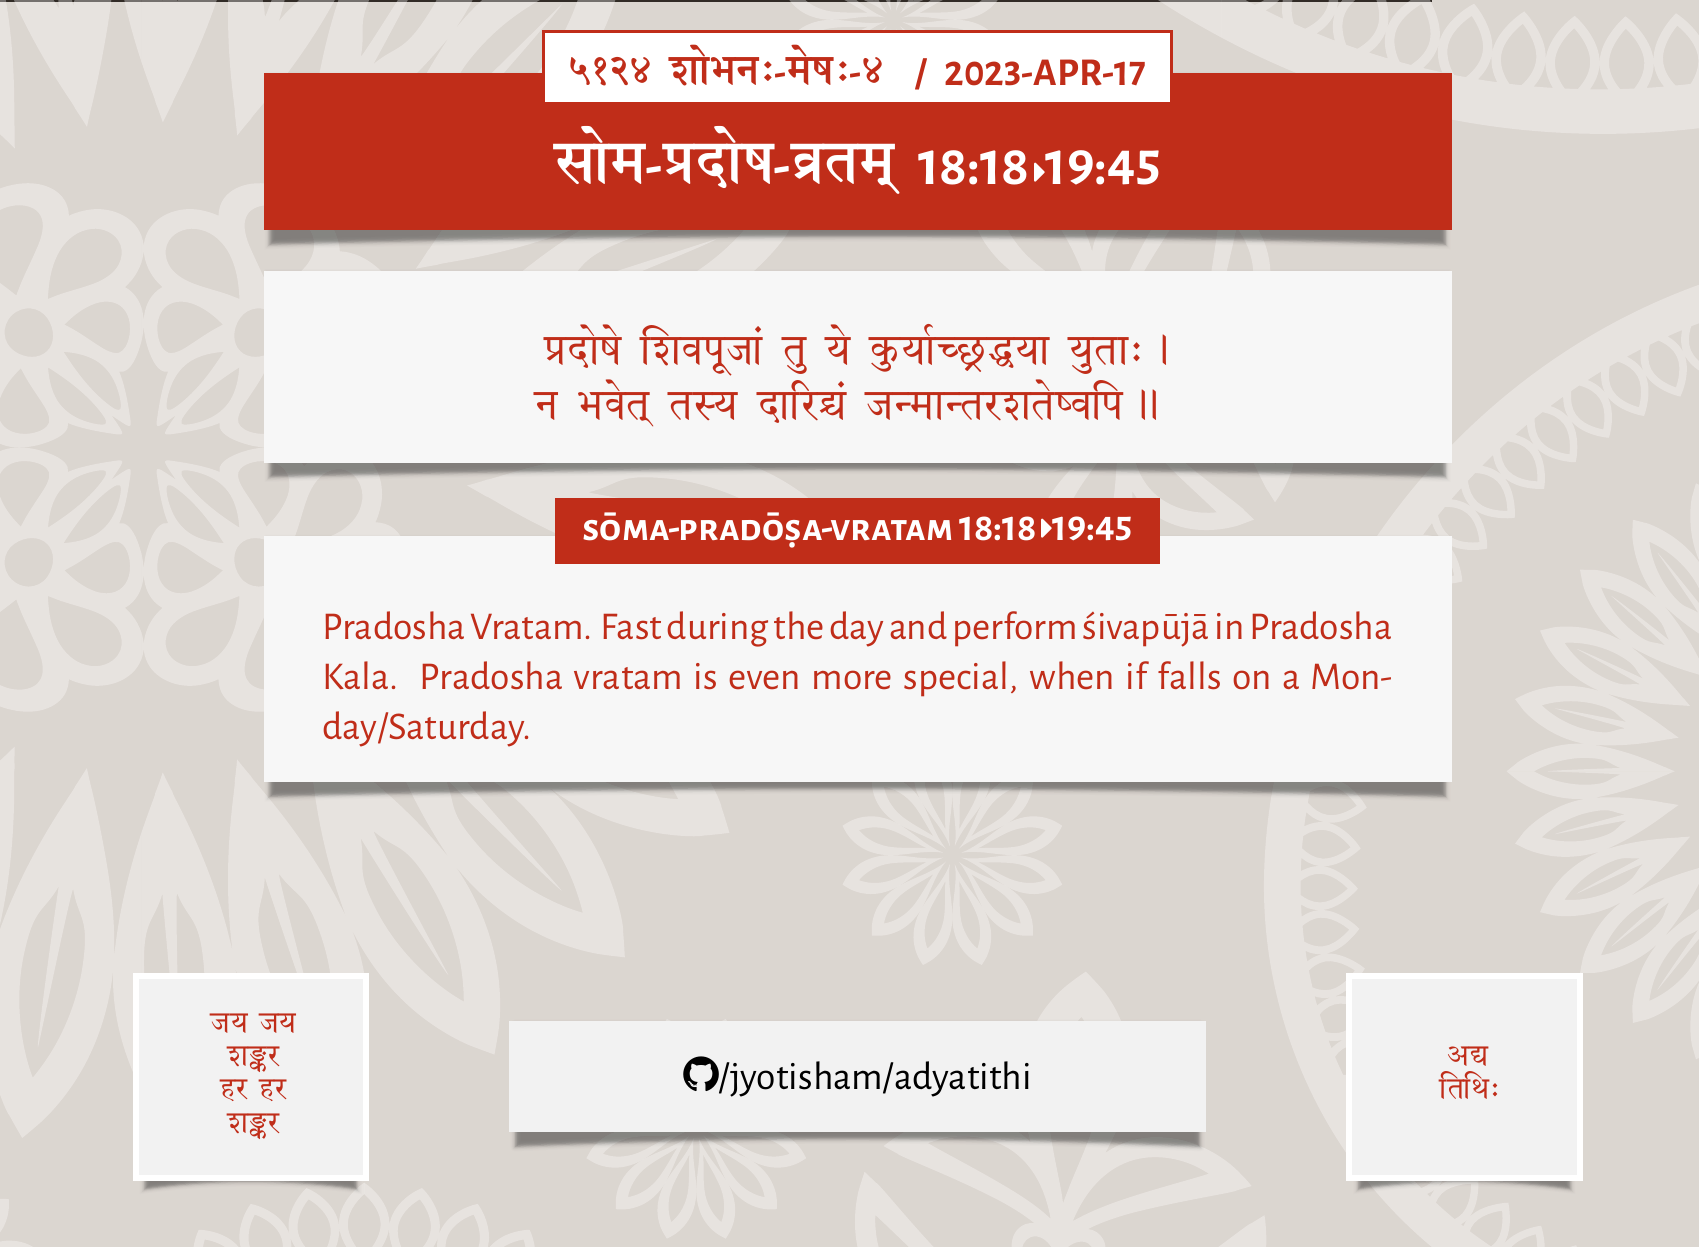 ५१२४ शोभनः-मेषः-४ / 2023-APR-17
सोम-प्रदोष-व्रतम् 18:18▸19:45
प्रदोषे शिवपूजां तु ये कुर्याच्छ्रद्धया युताः ।
न भवेत् तस्य दारिद्र्यं जन्मान्तरशतेष्वपि ॥
SŌMA-PRADŌṢA-VRATAM 18:18▸19:45
Pradosha Vratam. Fast during the day and perform śivapūjā in Pradosha
Kala. Pradosha vratam is even more special, when if falls on a Mon-
day/Saturday.
जय जय
शङ्कर
हर हर
शङ्कर
/jyotisham/adyatithi
अद्य
तिथिः